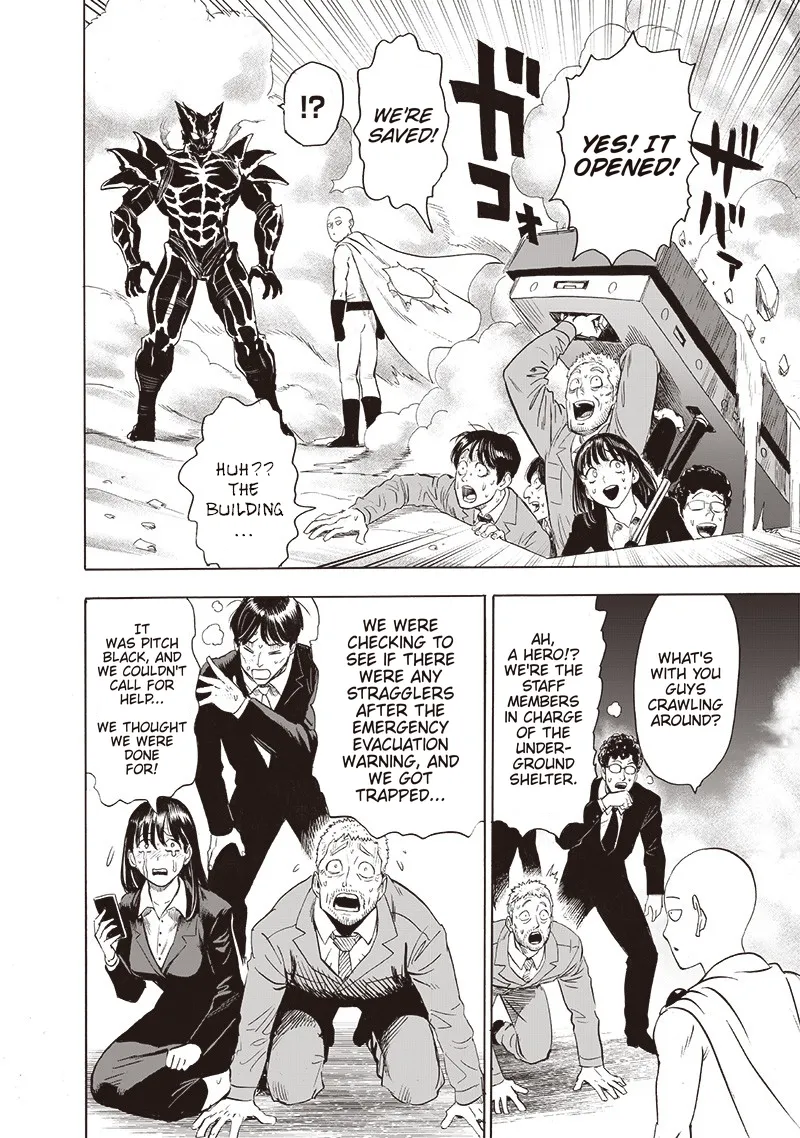 ザ
ザ
バ
ァ
YES! IT
OPENED!
ガ
コ
ォ
WE'RE
SAVED!
!?
HUH??
THE
BUILDING
...
WHAT'S
WITH YOU
GUYS
CRAWLING
AROUND?
AH,
A HERO!?
WE'RE THE
STAFF
MEMBERS
IN CHARGE
OF THE
UNDER-
GROUND
SHELTER.
WE WERE
CHECKING TO
SEE IF THERE
WERE ANY
STRAGGLERS
AFTER THE
EMERGENCY
EVACUATION
WARNING, AND
WE GOT
TRAPPED...
IT
WAS PITCH
BLACK, AND
WE COULDN'T
CALL FOR
HELP...
WE THOUGHT
WE WERE
DONE
FOR!